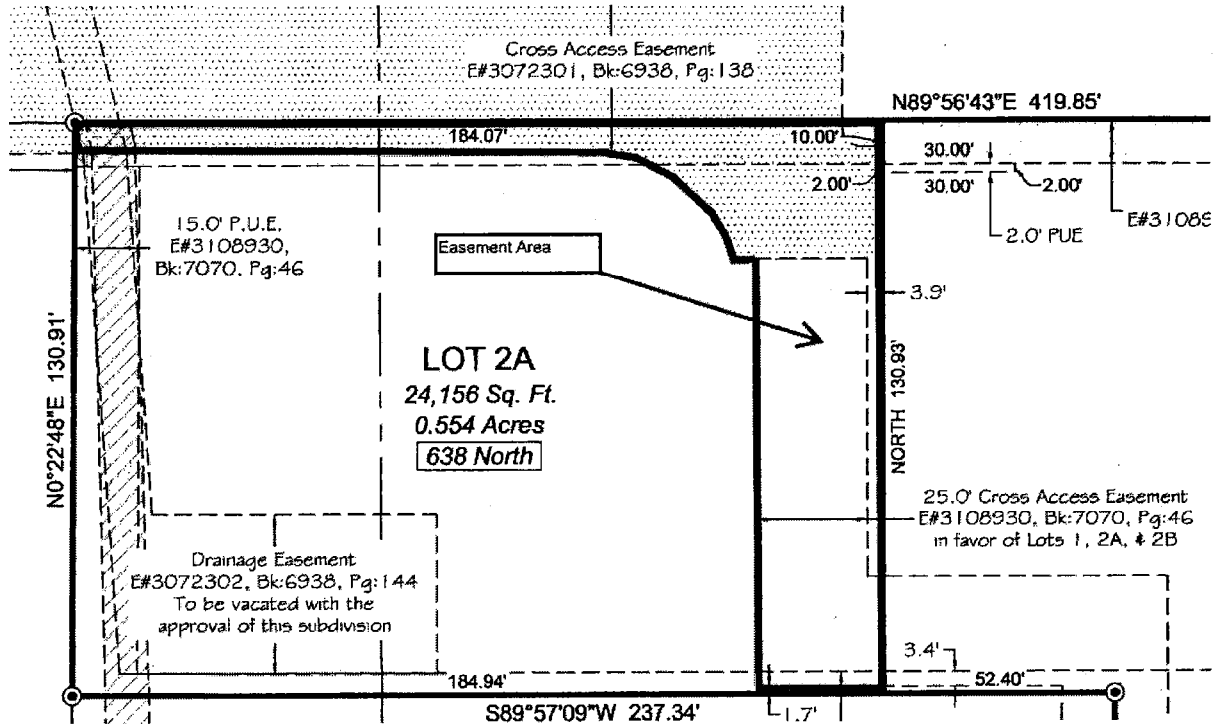 Cross Access Easement
E#3072301, Bk:6938, Pg:138
N89°56'43"E 419.85'
184.07'
10.00'
30.00'
2.00'
30.00'
2.00'
2.0' PUE
E#3108
15.0' P.U.E.
E#3108930,
Bk:7070, Pg:46
Easement Area
3.9'
N0°22'48"E 130.91'
LOT 2A
24,156 Sq. Ft.
0.554 Acres
638 North
NORTH 130.93'
25.0' Cross Access Easement
E#3108930, Bk:7070, Pg:46
in favor of Lots 1, 2A, & 2B
Drainage Easement
E#3072302, Bk:6938, Pg:144
To be vacated with the
approval of this subdivision
3.4'
184.94'
52.40'
S89°57'09"W 237.34'
1.7'